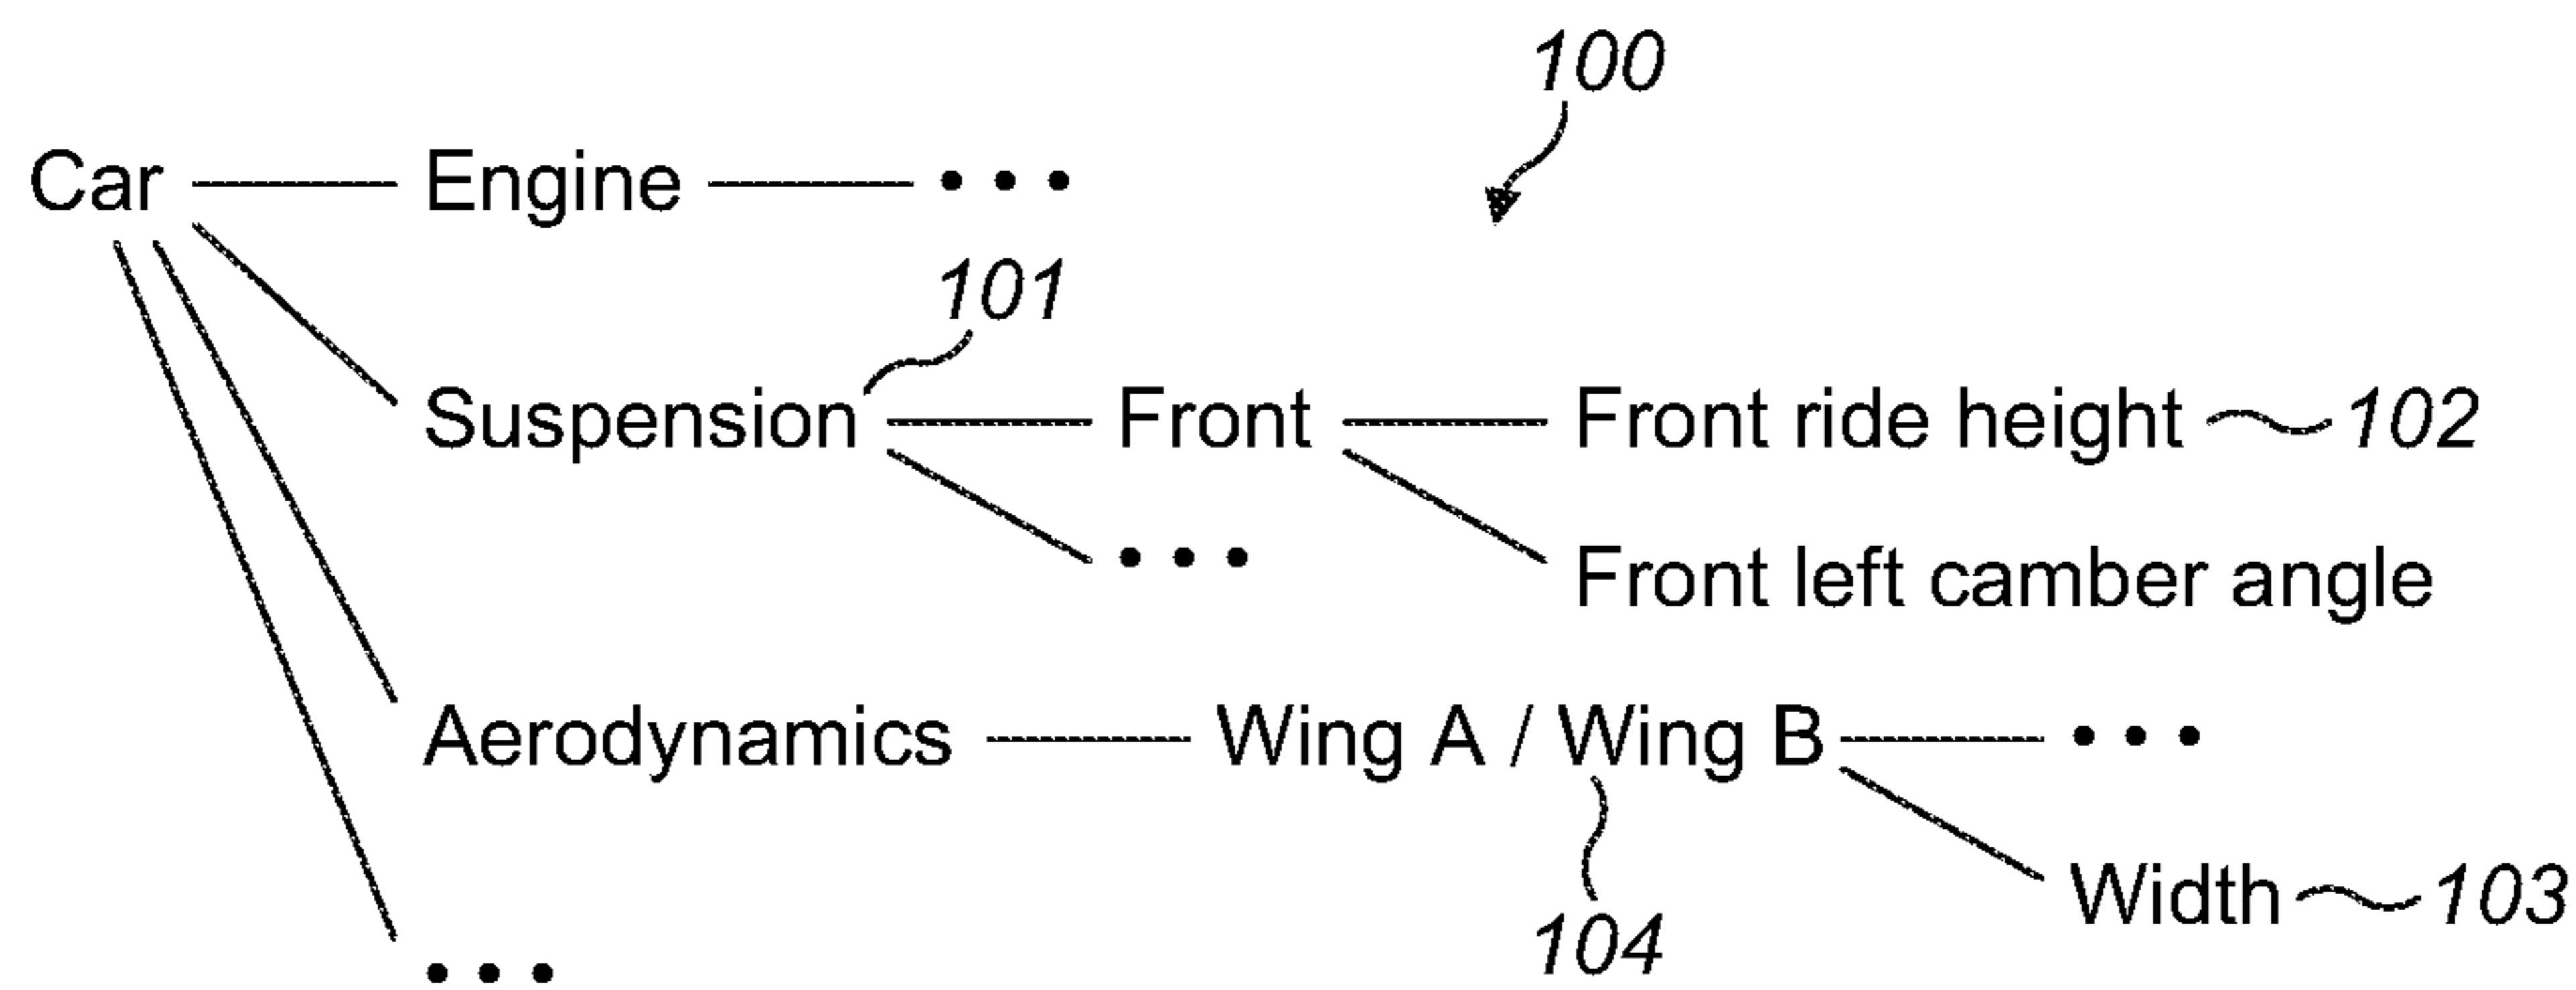 100
Car Engine • • •
101
Suspension Front Front ride height 102
• • • Front left camber angle
Aerodynamics Wing A / Wing B • • •
Width 103
104
• • •